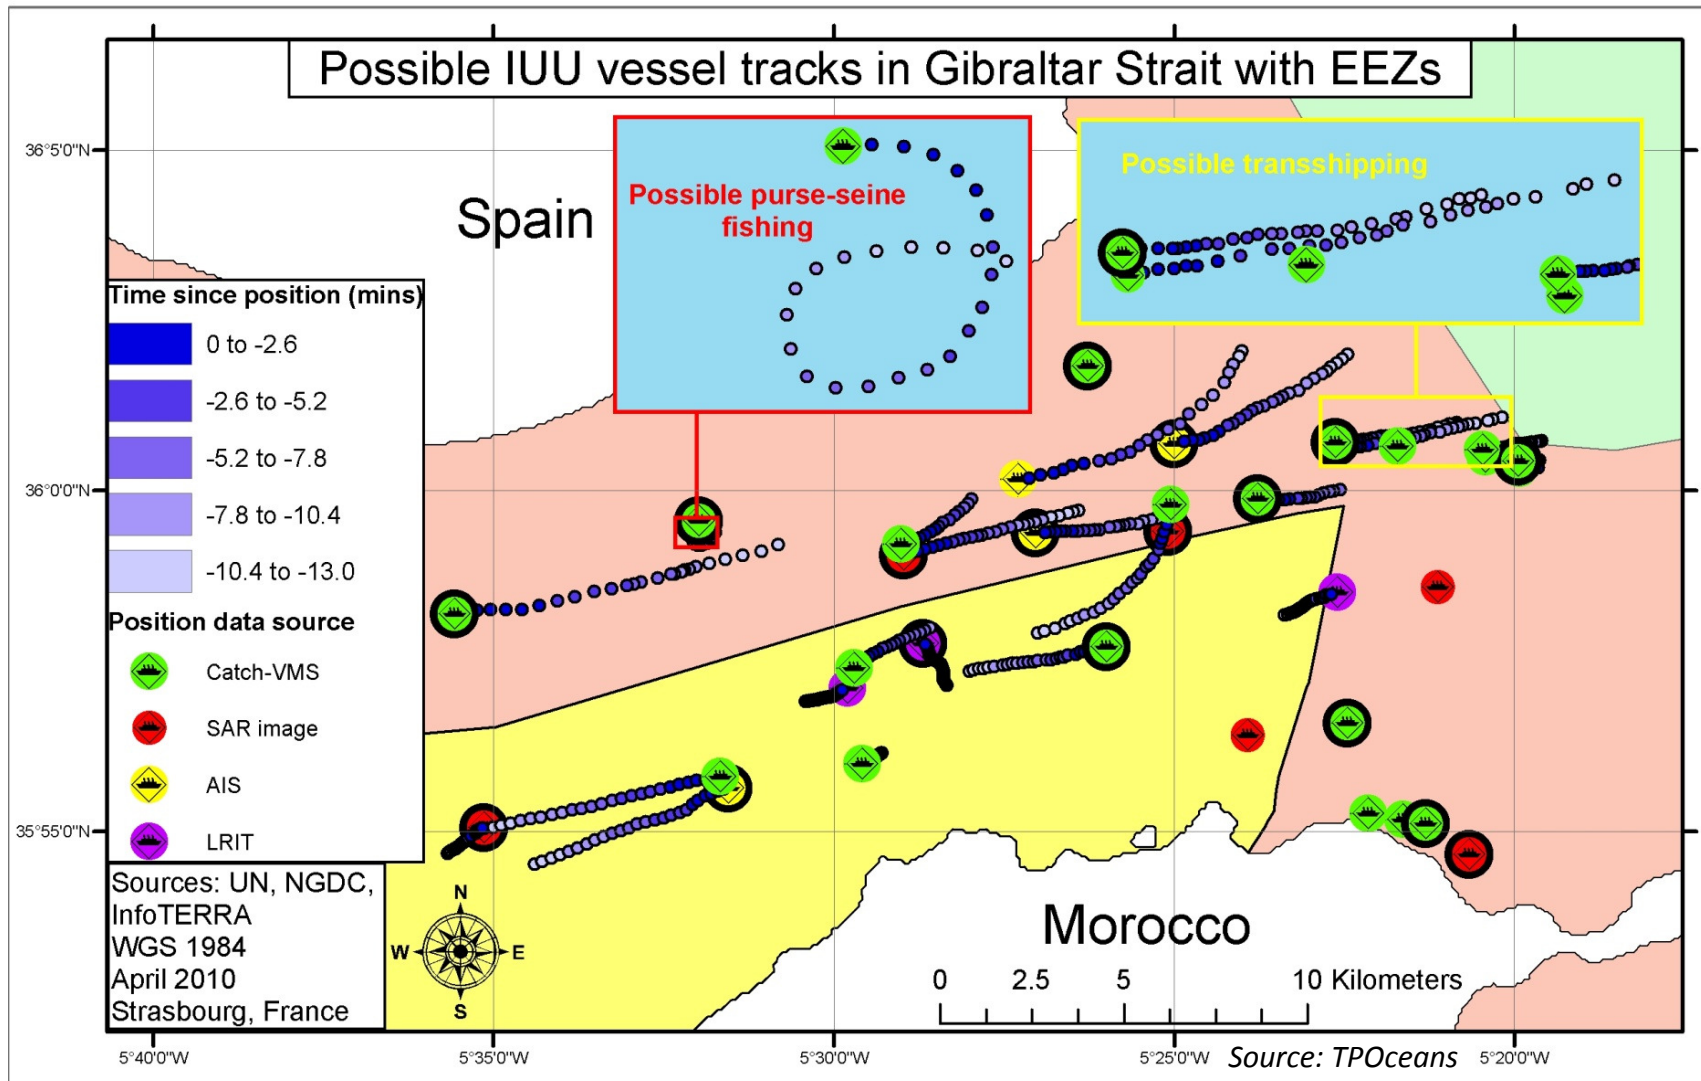 Possible IUU vessel tracks in Gibraltar Strait with EEZs
36°5'0"N
36°0'0"N
35°55'0"N
Spain
Possible purse-seine
fishing
Possible transshipping
Time since position (mins)
0 to -2.6
-2.6 to -5.2
-5.2 to -7.8
-7.8 to -10.4
-10.4 to -13.0
Position data source
Catch-VMS
SAR image
AIS
LRIT
Sources: UN, NGDC,
InfoTERRA
WGS 1984
April 2010
Strasbourg, France
N
W E
S
Morocco
0 2.5 5 10 Kilometers
5°40'0"W 5°35'0"W 5°30'0"W 5°25'0"W 5°20'0"W
Source: TPOceans